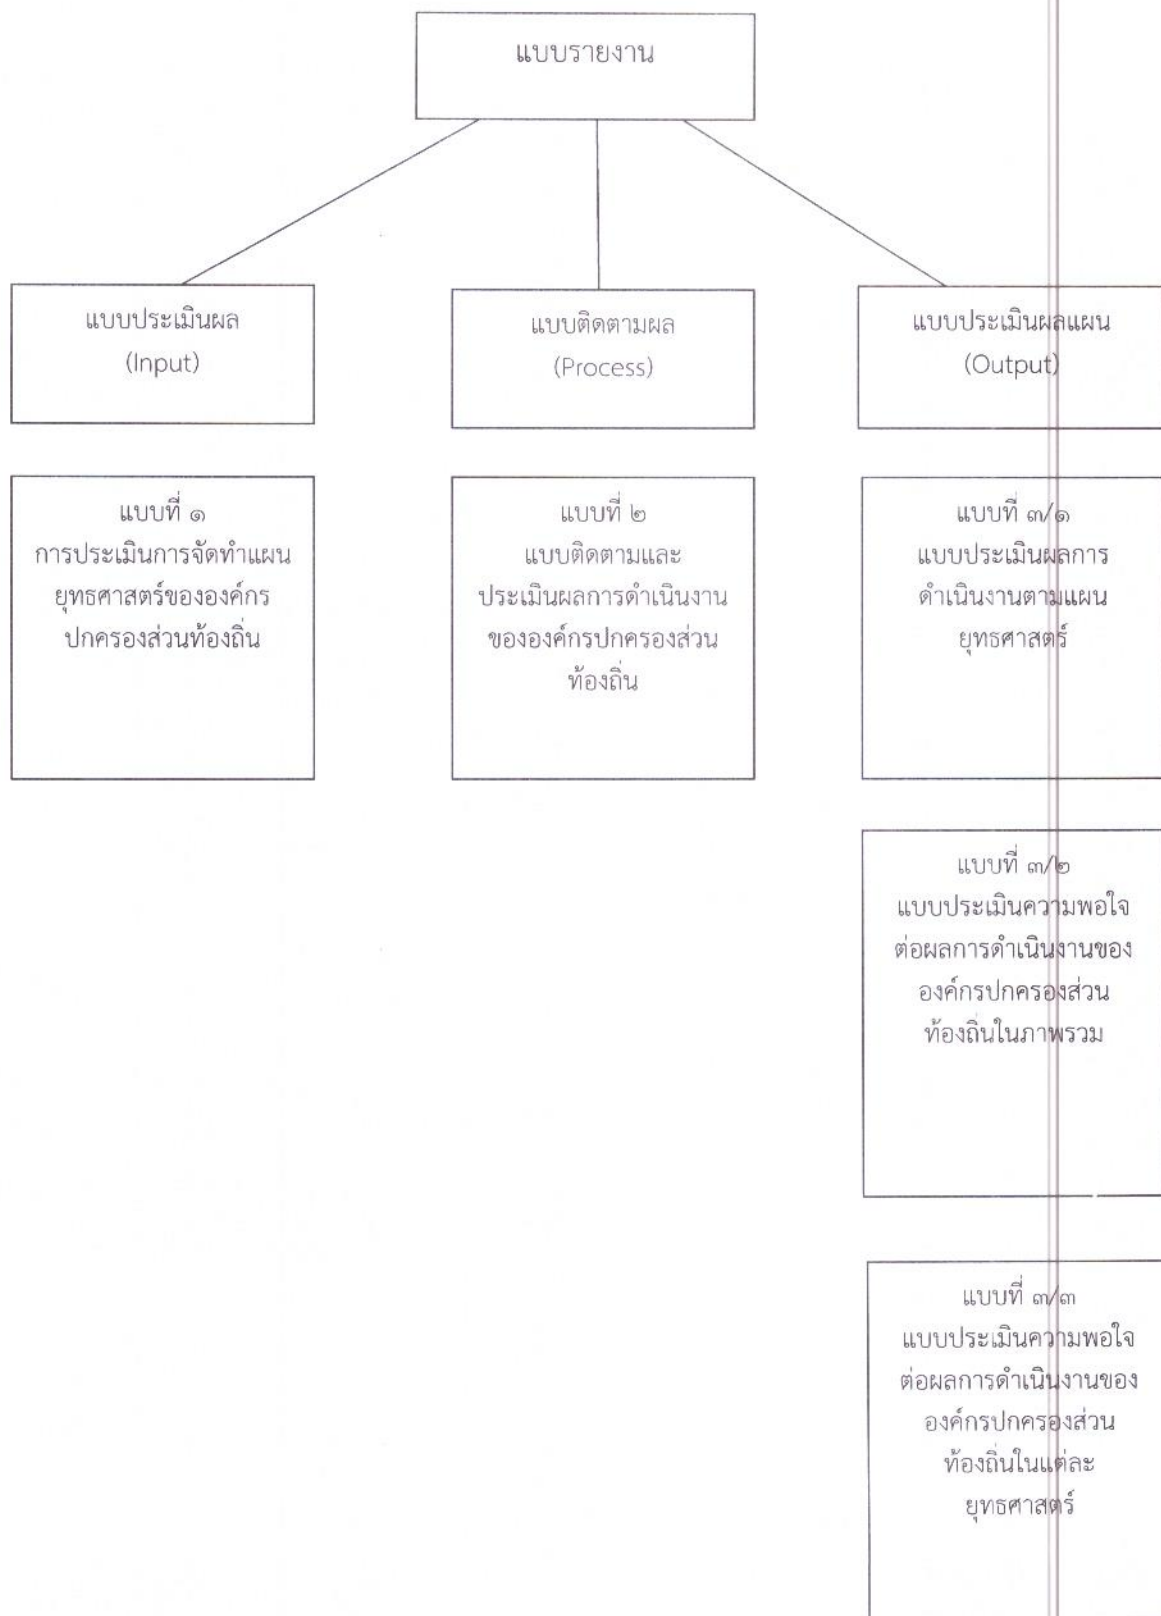 แบบรายงาน
แบบประเมินผล
(Input)
แบบติดตามผล
(Process)
แบบประเมินผลแผน
(Output)
แบบที่ ๑
การประเมินการจัดทำแผน
ยุทธศาสตร์ขององค์กร
ปกครองส่วนท้องถิ่น
แบบที่ ๒
แบบติดตามและ
ประเมินผลการดำเนินงาน
ขององค์กรปกครองส่วน
ท้องถิ่น
แบบที่ ๓/๑
แบบประเมินผลการ
ดำเนินงานตามแผน
ยุทธศาสตร์
แบบที่ ๓/๒
แบบประเมินความพอใจ
ต่อผลการดำเนินงานของ
องค์กรปกครองส่วน
ท้องถิ่นในภาพรวม
แบบที่ ๓/๓
แบบประเมินความพอใจ
ต่อผลการดำเนินงานของ
องค์กรปกครองส่วน
ท้องถิ่นในแต่ละ
ยุทธศาสตร์